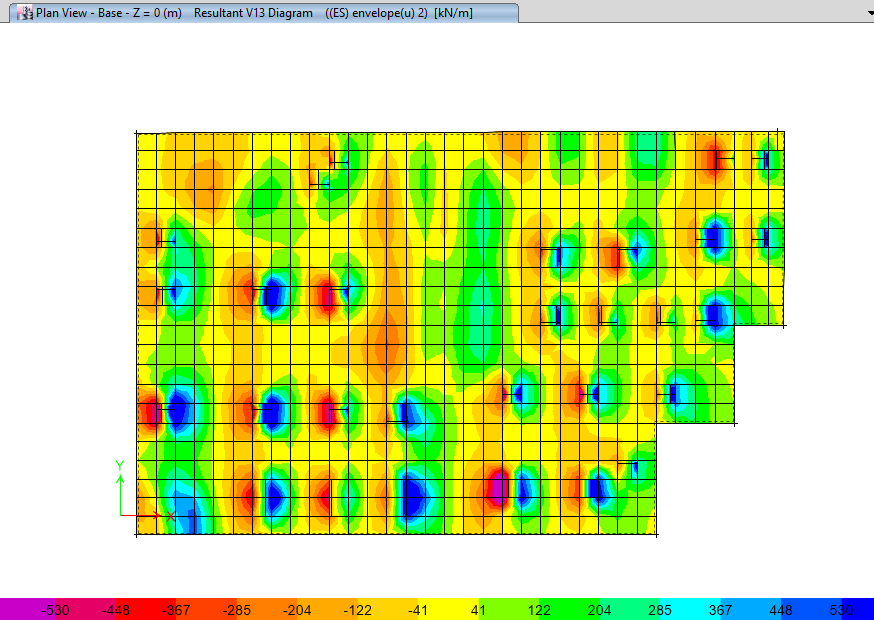 Plan View - Base - Z = 0 (m)    Resultant V13 Diagram    ((ES) envelope(u) 2)  [kN/m]
Y
X
-530 -448 -367 -285 -204 -122 -41 41 122 204 285 367 448 530